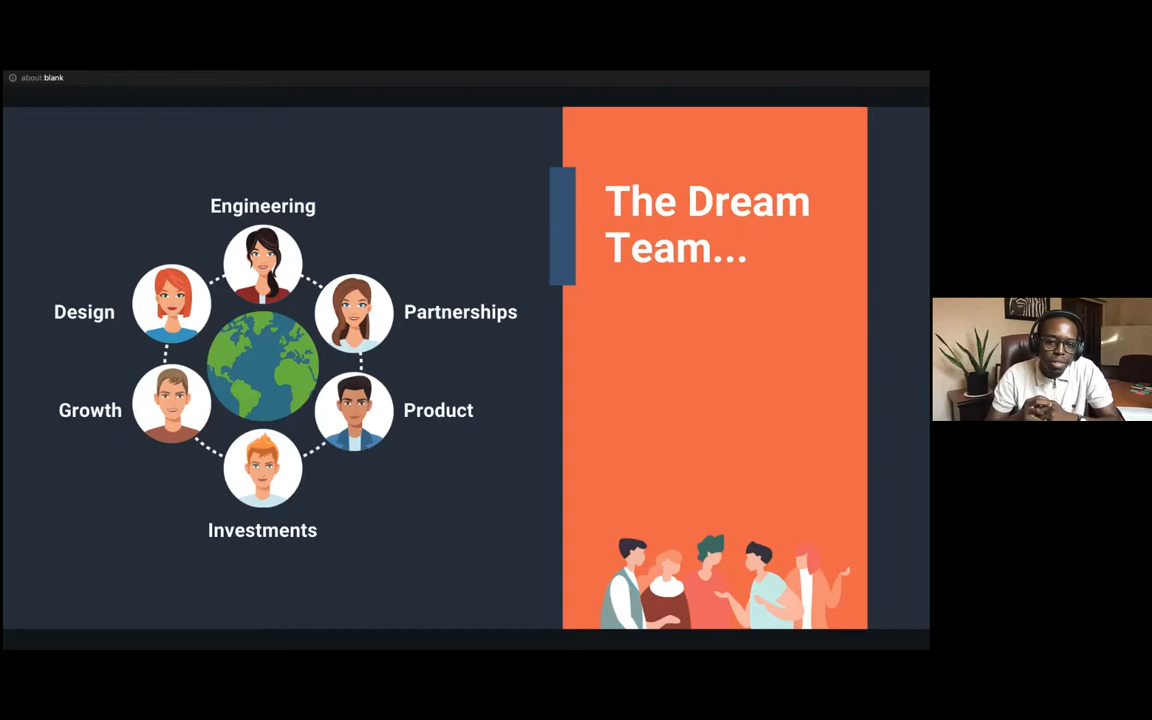 about:blank
Engineering
Design
Partnerships
Growth
Product
Investments
The Dream
Team...